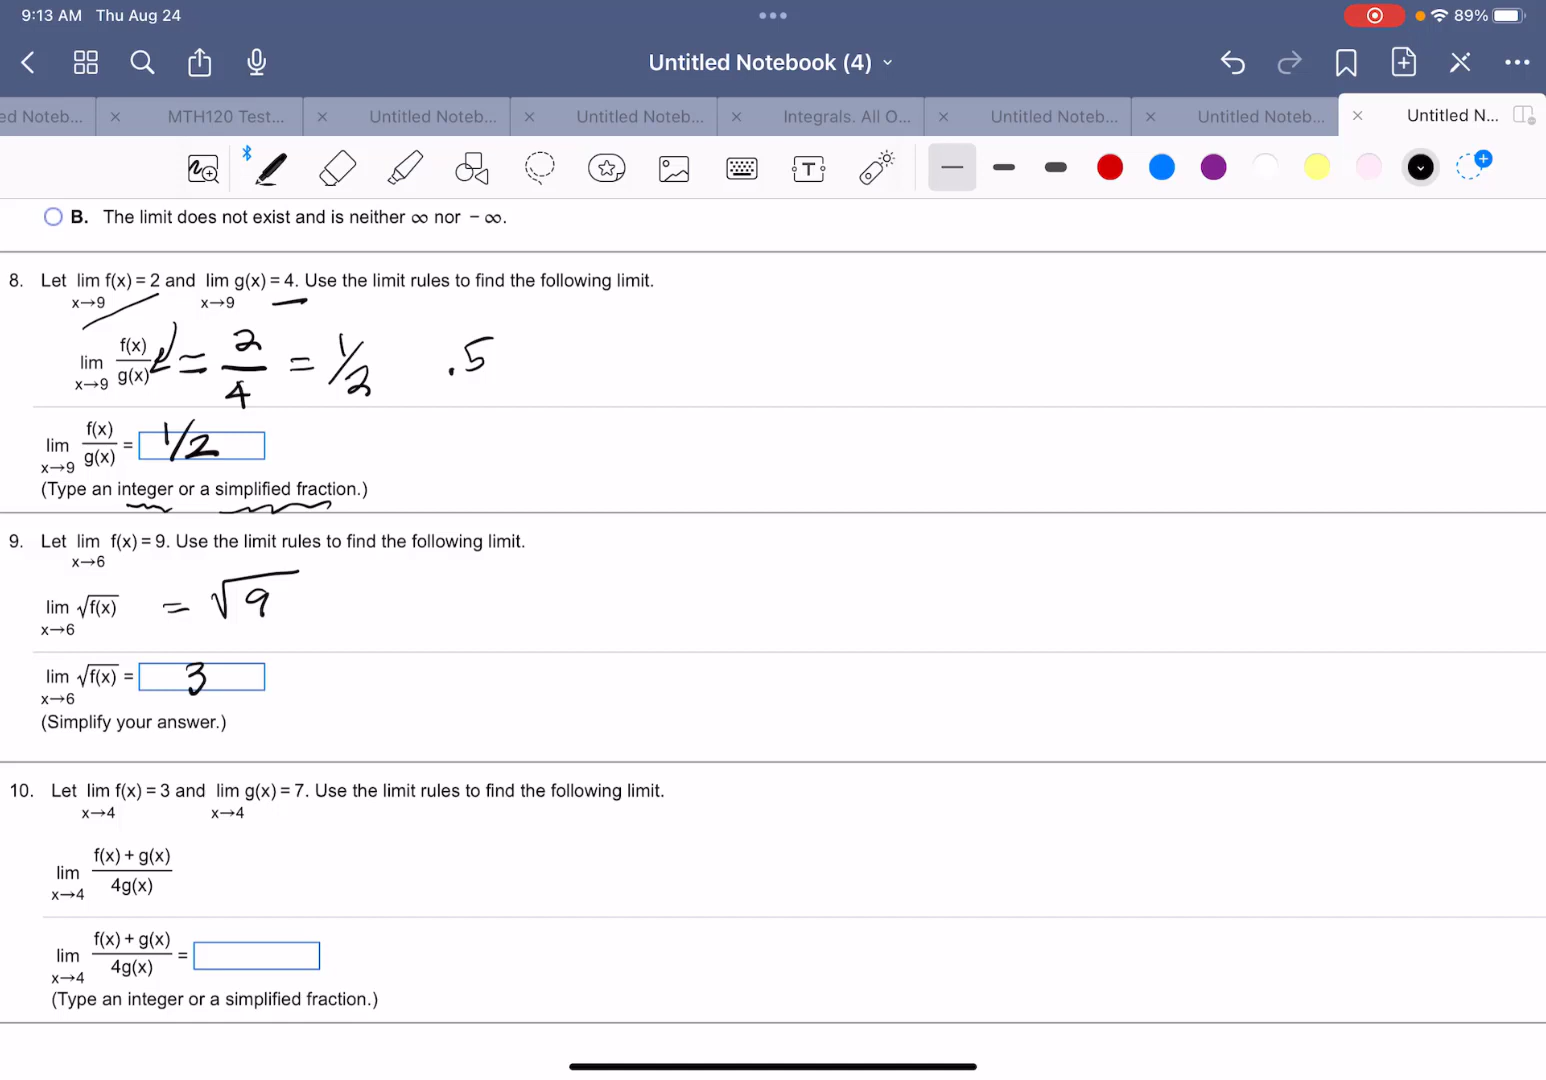 9:13 AM Thu Aug 24
89%
Untitled Notebook (4)
ed Noteb...
MTH120 Test...
Untitled Noteb...
Untitled Noteb...
Integrals. All O...
Untitled Noteb...
Untitled Noteb...
Untitled N...
B. The limit does not exist and is neither ∞ nor − ∞.
8. Let lim f(x) = 2 and lim g(x) = 4. Use the limit rules to find the following limit.
x→9 x→9
lim f(x)/g(x) = 2/4 = 1/2 .5
x→9
lim f(x)/g(x) = 1/2
x→9
(Type an integer or a simplified fraction.)
9. Let lim f(x) = 9. Use the limit rules to find the following limit.
x→6
lim √f(x) = √9
x→6
lim √f(x) = 3
x→6
(Simplify your answer.)
10. Let lim f(x) = 3 and lim g(x) = 7. Use the limit rules to find the following limit.
x→4 x→4
lim f(x) + g(x)/4g(x)
x→4
lim f(x) + g(x)/4g(x) =
x→4
(Type an integer or a simplified fraction.)